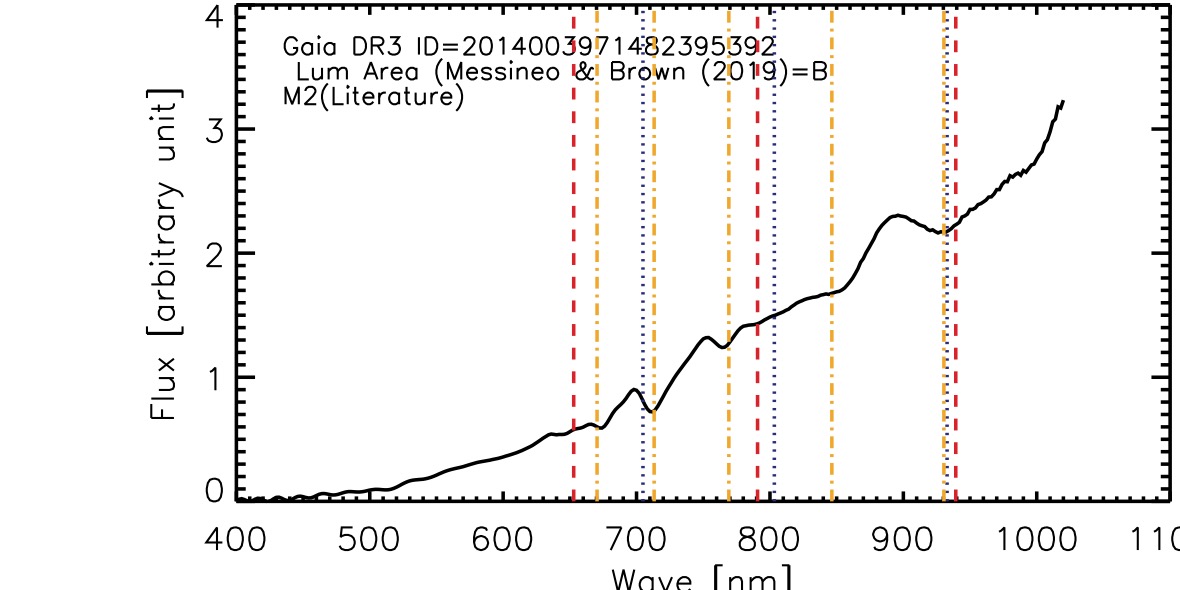 4
Gaia DR3 ID=2014003971482395392
Lum Area (Messineo & Brown (2019)=B
M2(Literature)
3
2
1
0
Flux [arbitrary unit]
400 500 600 700 800 900 1000 110
Wave [nm]